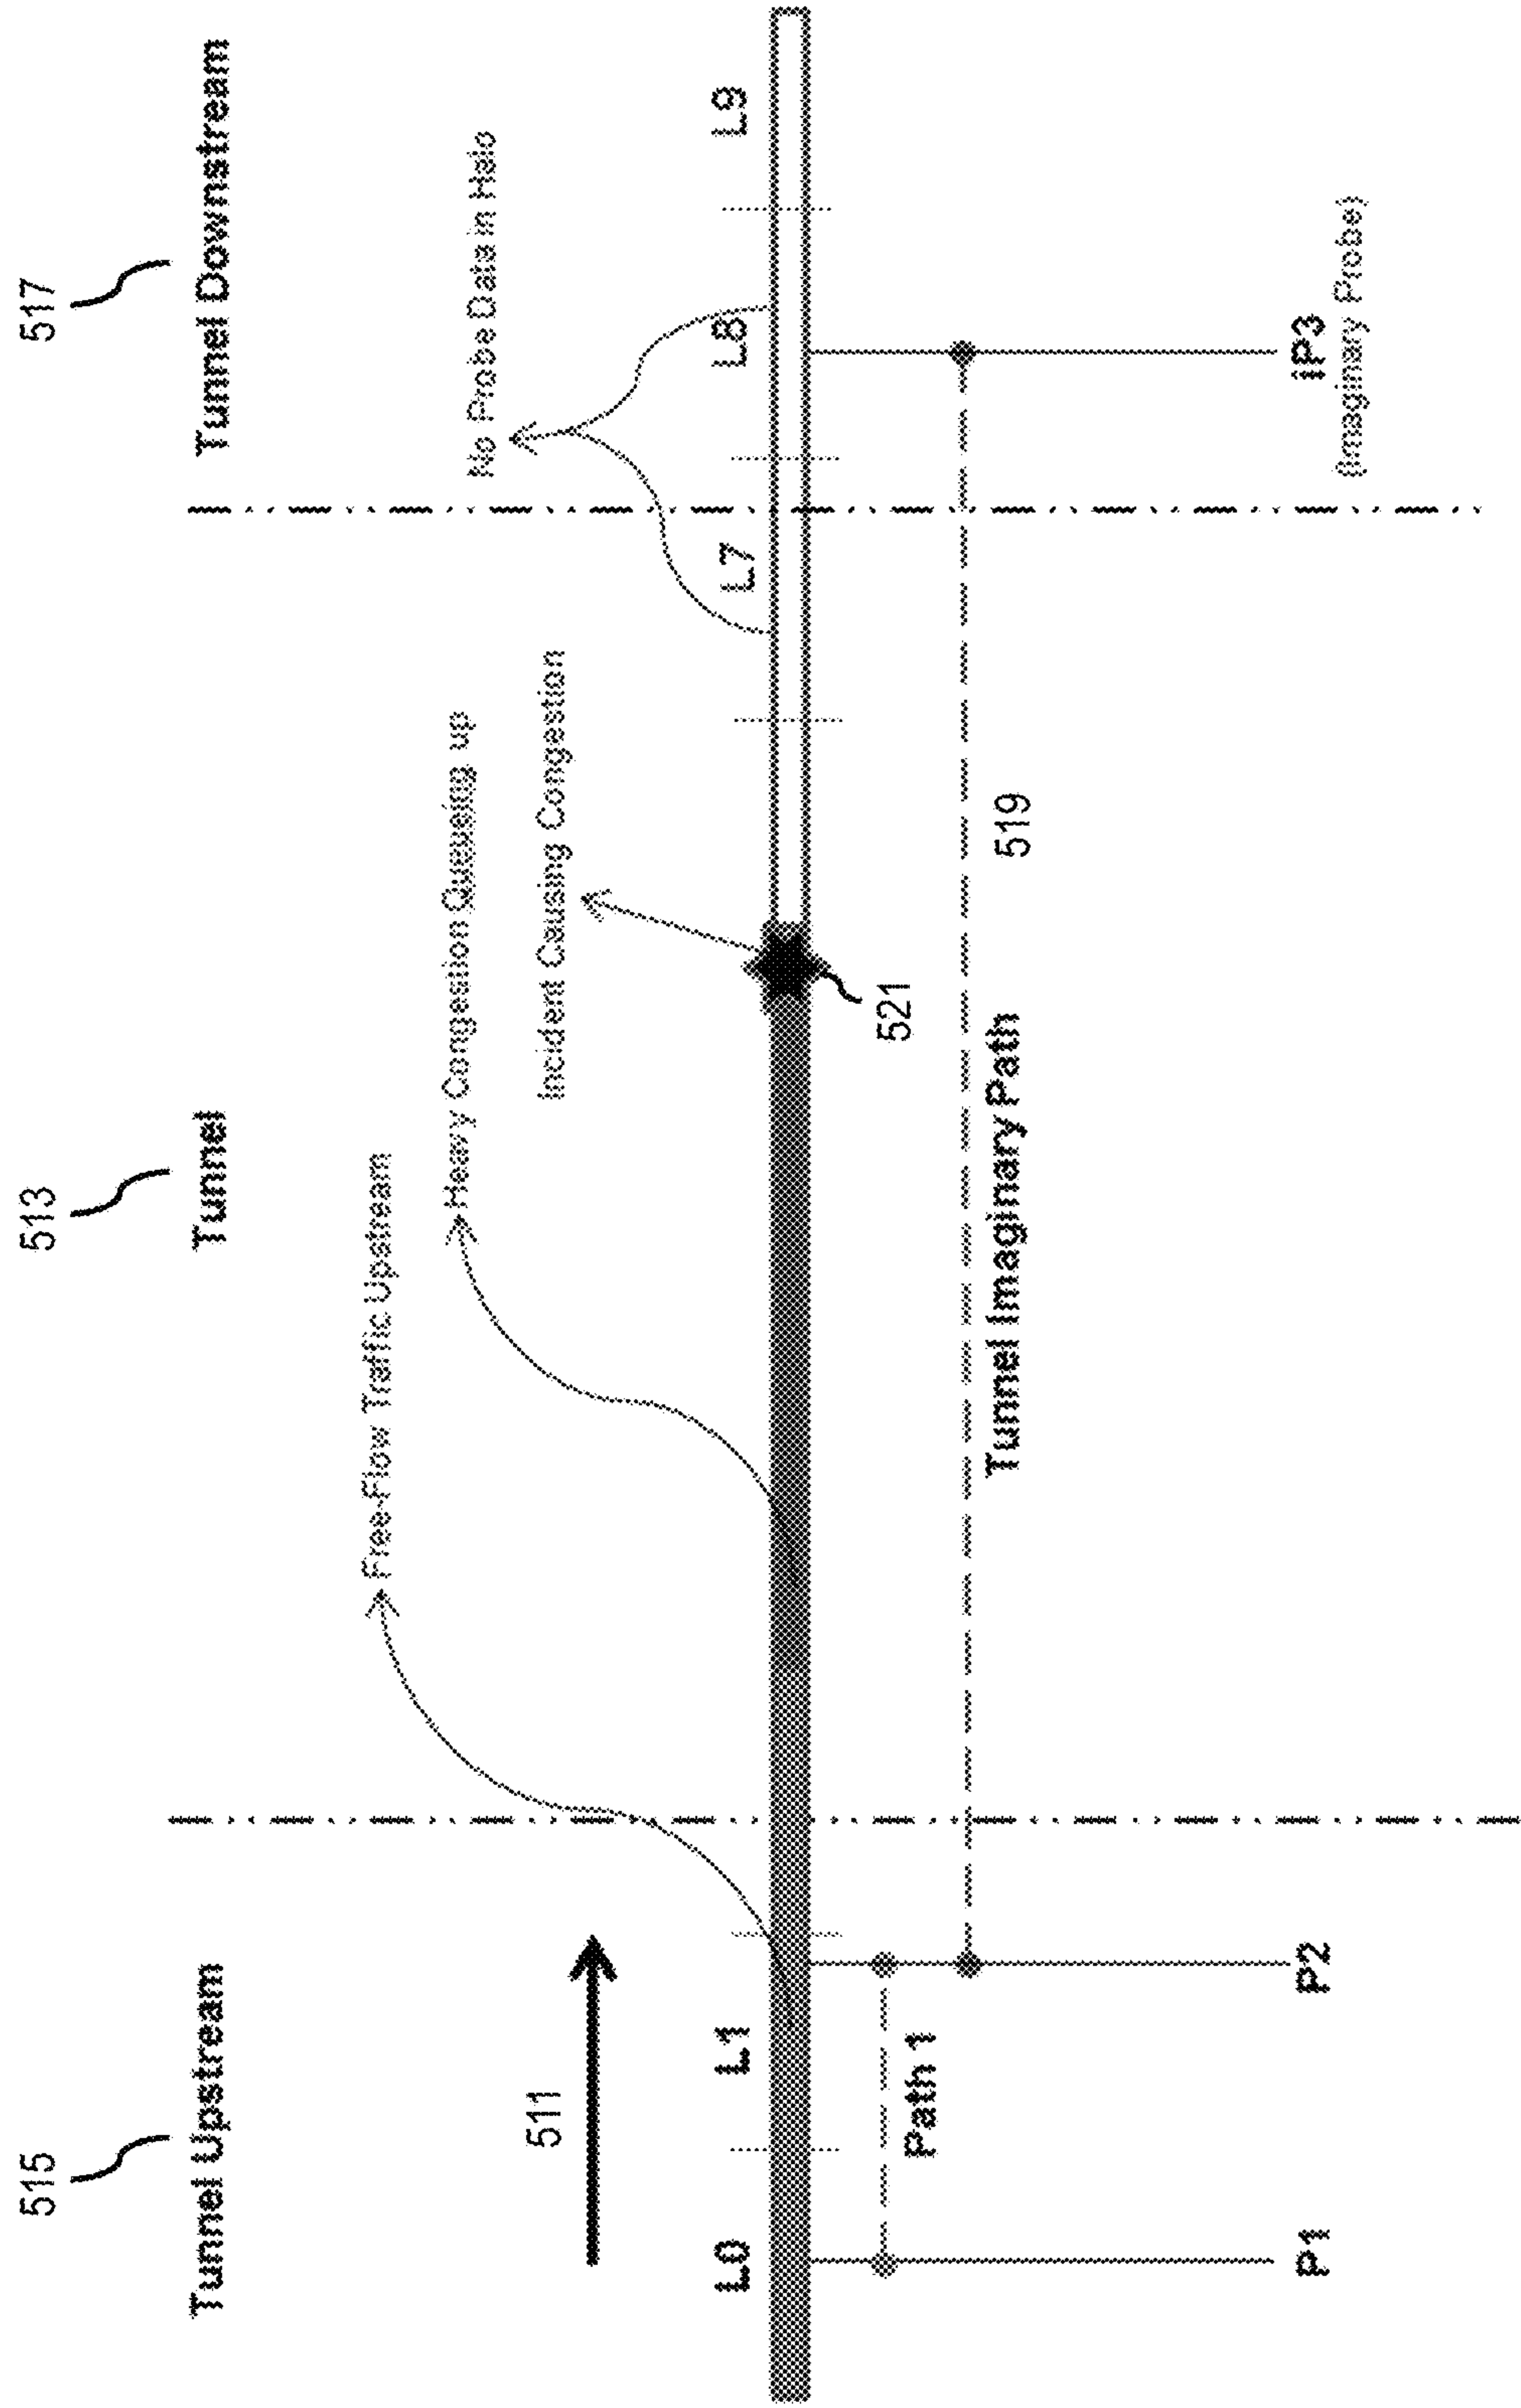 515
513
517
Tunnel Upstream
Tunnel
Tunnel Downstream
Free-Flow Traffic Upstream
Heavy Congestion Queueing up
No Probe Data in Halo
Incident Causing Congestion
511
L0
L1
L7
L8
L9
521
Path 1
Tunnel Imaginary Path
519
P1
P2
iP3
(Imaginary Probe)